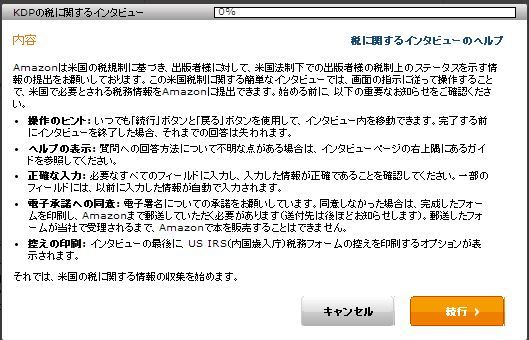 KDPの税に関するインタビュー 0%
内容 税に関するインタビューのヘルプ
Amazonは米国の税規制に基づき、出版者様に対して、米国法制下での出版者様の税制上のステータスを示す情
報の提出をお願いしております。この米国税制に関する簡単なインタビューでは、画面の指示に従って操作すること
で、米国で必要とされる税務情報をAmazonに提出できます。始める前に、以下の重要なお知らせをご確認くださ
い。
• 操作のヒント: いつでも「続行」ボタンと「戻る」ボタンを使用して、インタビュー内を移動できます。完了する前
にインタビューを終了した場合、それまでの回答は失われます。
• ヘルプの表示: 質問への回答方法について不明な点がある場合は、インタビューページの右上隅にあるガイ
ドを参照してください。
• 正確な入力: 必要なすべてのフィールドに入力し、入力した情報が正確であることを確認してください。一部の
フィールドには、以前に入力した情報が自動で入力されます。
• 電子承諾への同意: 電子署名についての承諾をお願いしています。同意しなかった場合は、完成したフォー
ムを印刷し、Amazonまで郵送していただく必要があります(送付先は後ほどお知らせします)。郵送したフォ
ームが当社で受理されるまで、Amazonで本を販売することはできません。
• 控えの印刷: インタビューの最後に、US IRS(内国歳入庁)税務フォームの控えを印刷するオプションが表
示されます。
それでは、米国の税に関する情報の収集を始めます。
キャンセル 続行